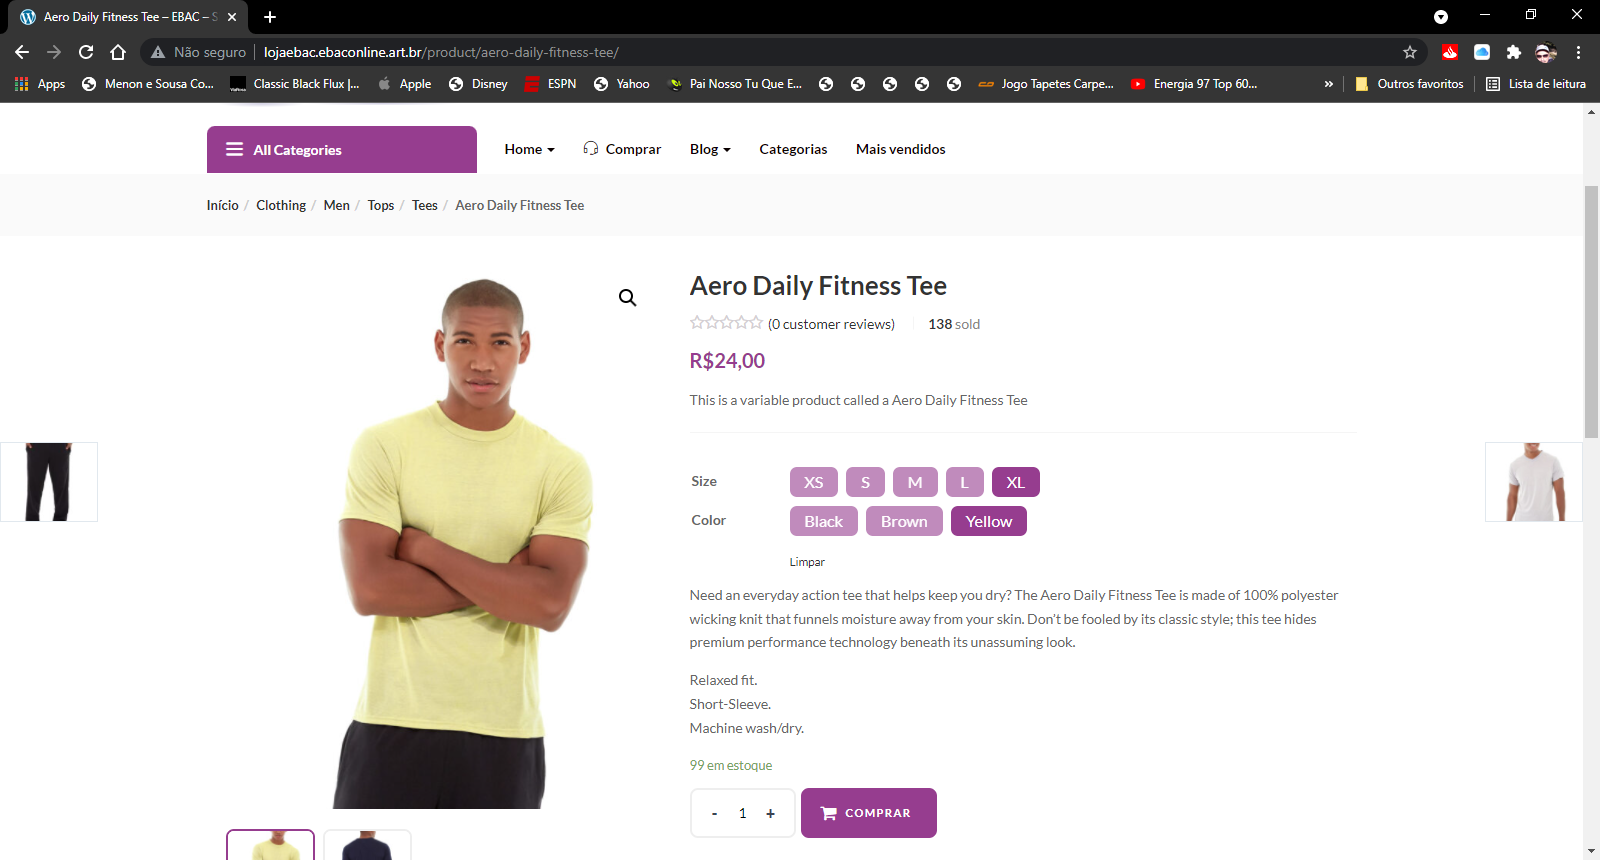 Aero Daily Fitness Tee – EBAC – S
Não seguro
lojaebac.ebaconline.art.br/product/aero-daily-fitness-tee/
Apps
Menon e Sousa Co...
Classic Black Flux |...
Apple
Disney
ESPN
Yahoo
Pai Nosso Tu Que E...
Jogo Tapetes Carpe...
Energia 97 Top 60...
»
Outros favoritos
Lista de leitura
All Categories
Home
Comprar
Blog
Categorias
Mais vendidos
Início / Clothing / Men / Tops / Tees / Aero Daily Fitness Tee
Aero Daily Fitness Tee
(0 customer reviews)
138 sold
R$24,00
This is a variable product called a Aero Daily Fitness Tee
Size
XS
S
M
L
XL
Color
Black
Brown
Yellow
Limpar
Need an everyday action tee that helps keep you dry? The Aero Daily Fitness Tee is made of 100% polyester
wicking knit that funnels moisture away from your skin. Don't be fooled by its classic style; this tee hides
premium performance technology beneath its unassuming look.
Relaxed fit.
Short-Sleeve.
Machine wash/dry.
99 em estoque
- 1 +
COMPRAR